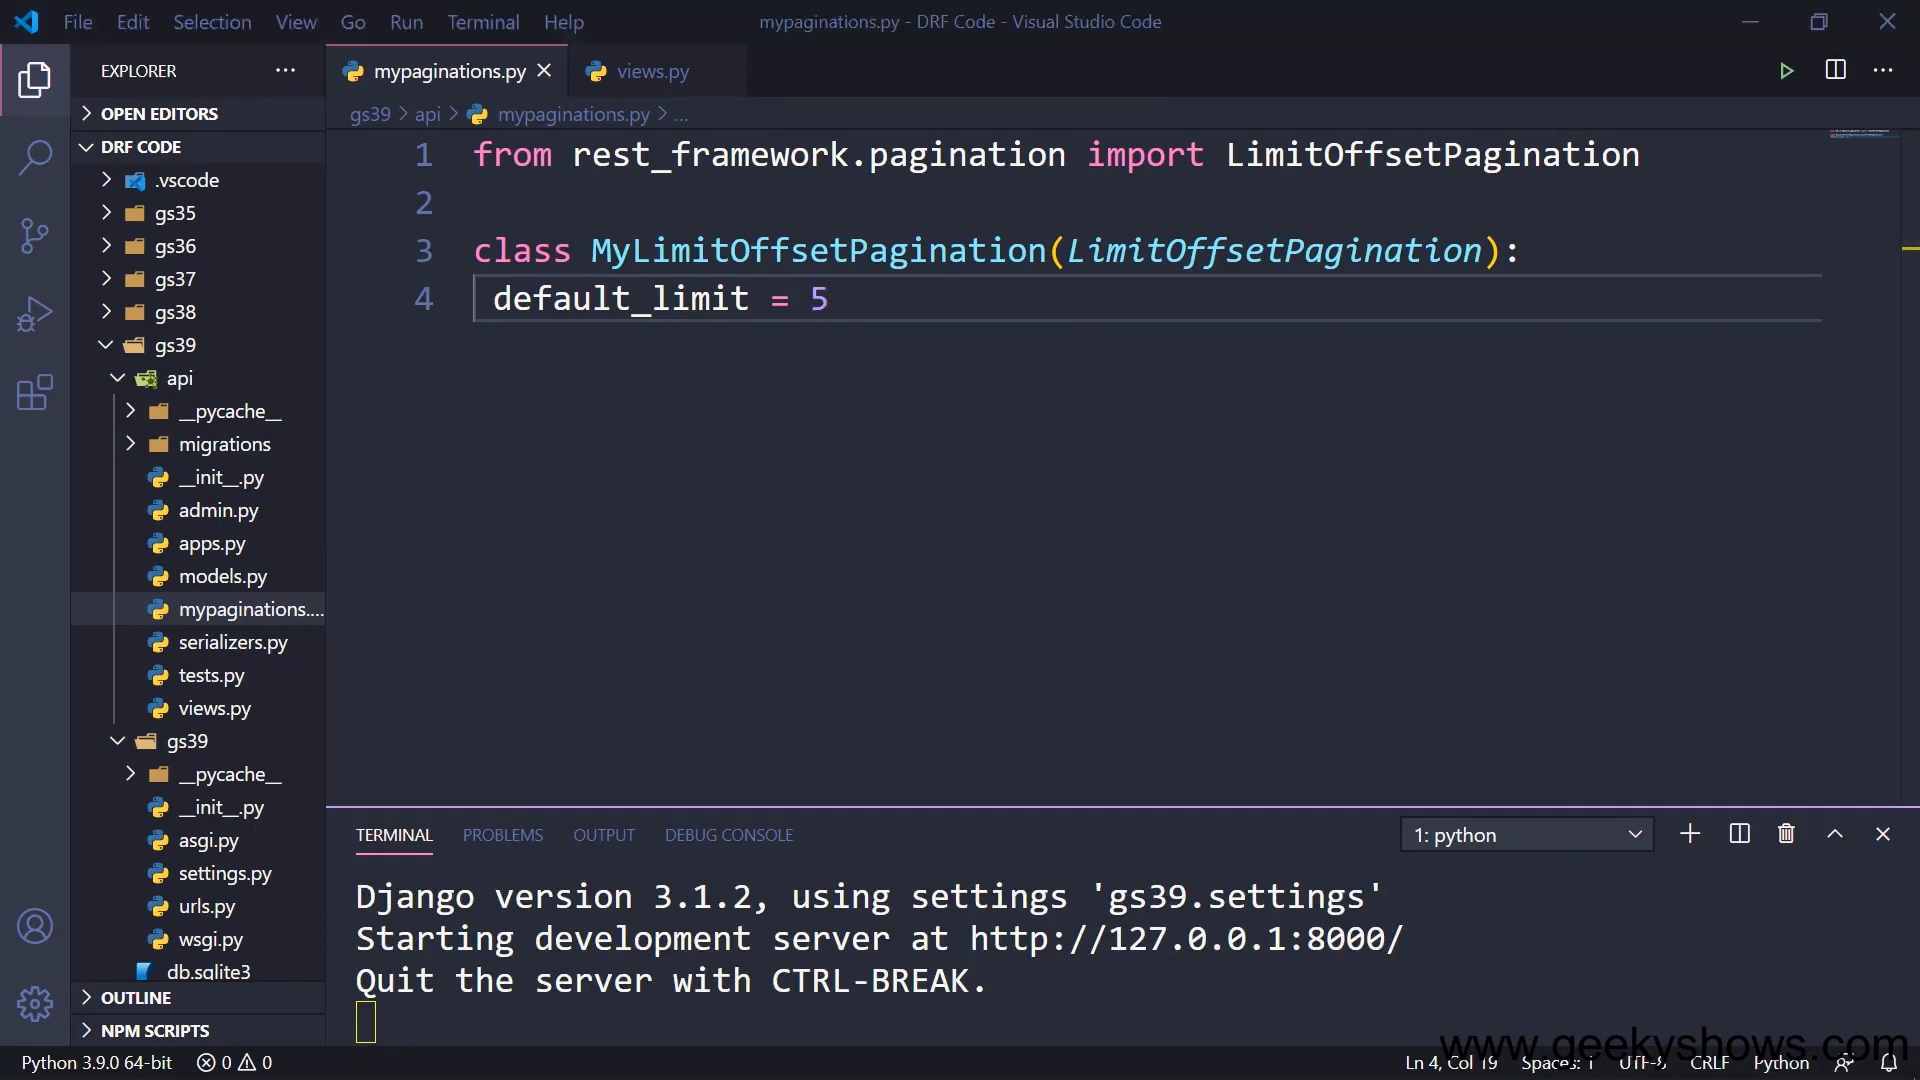 File Edit Selection View Go Run Terminal Help
mypaginations.py - DRF Code - Visual Studio Code
EXPLORER
OPEN EDITORS
DRF CODE
.vscode
gs35
gs36
gs37
gs38
gs39
api
__pycache__
migrations
__init__.py
admin.py
apps.py
models.py
mypaginations....
serializers.py
tests.py
views.py
gs39
__pycache__
__init__.py
asgi.py
settings.py
urls.py
wsgi.py
db.sqlite3
OUTLINE
NPM SCRIPTS
mypaginations.py views.py
gs39 > api > mypaginations.py > ...
1 from rest_framework.pagination import LimitOffsetPagination
2
3 class MyLimitOffsetPagination(LimitOffsetPagination):
4 default_limit = 5
TERMINAL PROBLEMS OUTPUT DEBUG CONSOLE
1: python
Django version 3.1.2, using settings 'gs39.settings'
Starting development server at http://127.0.0.1:8000/
Quit the server with CTRL-BREAK.
www.geekyshows.com
Python 3.9.0 64-bit 0 0
Ln 4, Col 19 Spaces: 1 UTF-8 CRLF Python